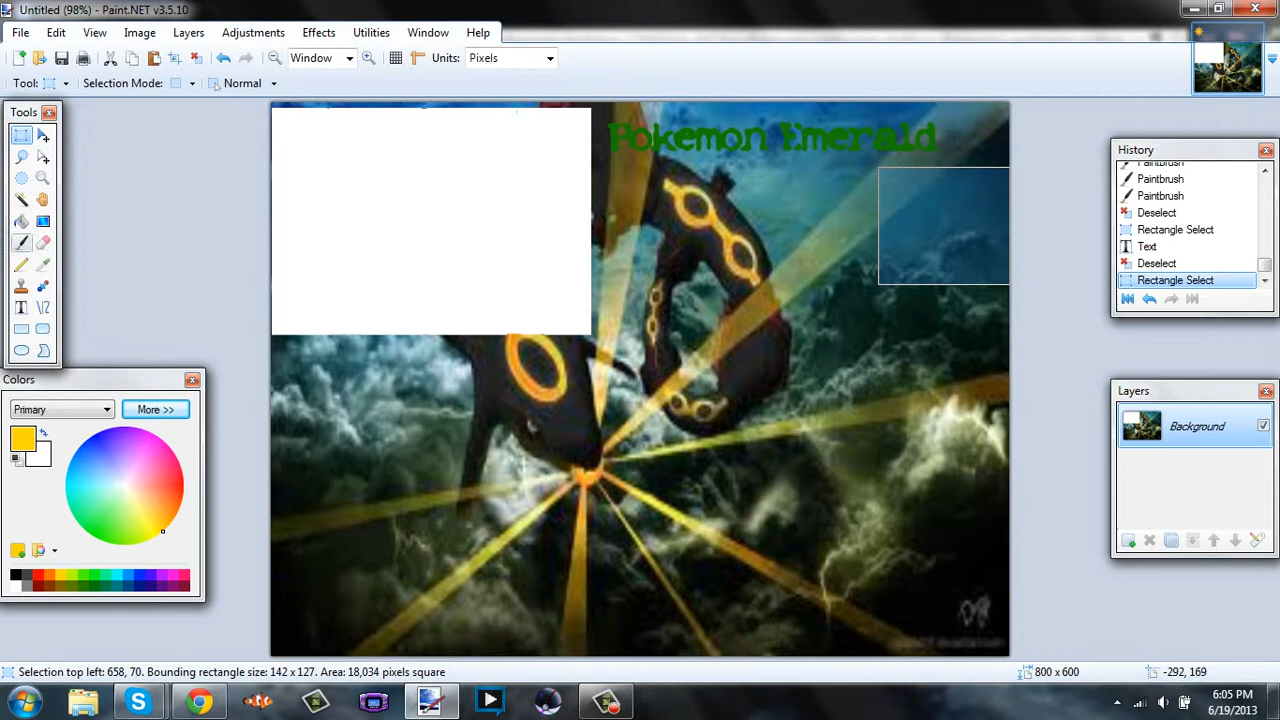 Untitled (98%) - Paint.NET v3.5.10
File Edit View Image Layers Effects Adjustments Utilities Window Help
Window Units: Pixels
Tool: Selection Mode: Normal
Tools
Pokemon Emerald
History
Paintbrush
Paintbrush
Paintbrush
Deselect
Rectangle Select
Text
Deselect
Rectangle Select
Colors
Primary More >>
Layers
Background
Selection top left: 658, 70. Bounding rectangle size: 142 x 127. Area: 18,034 pixels square
800 x 600
-292, 169
6:05 PM
6/19/2013